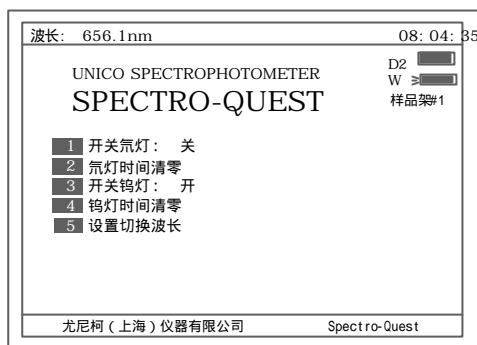 波长: 656.1nm 08: 04: 35
D2
UNICO SPECTROPHOTOMETER
W
SPECTRO-QUEST
样品架#1
1 开关氘灯: 关
2 氘灯时间清零
3 开关钨灯: 开
4 钨灯时间清零
5 设置切换波长
尤尼柯(上海)仪器有限公司 Spectro-Quest